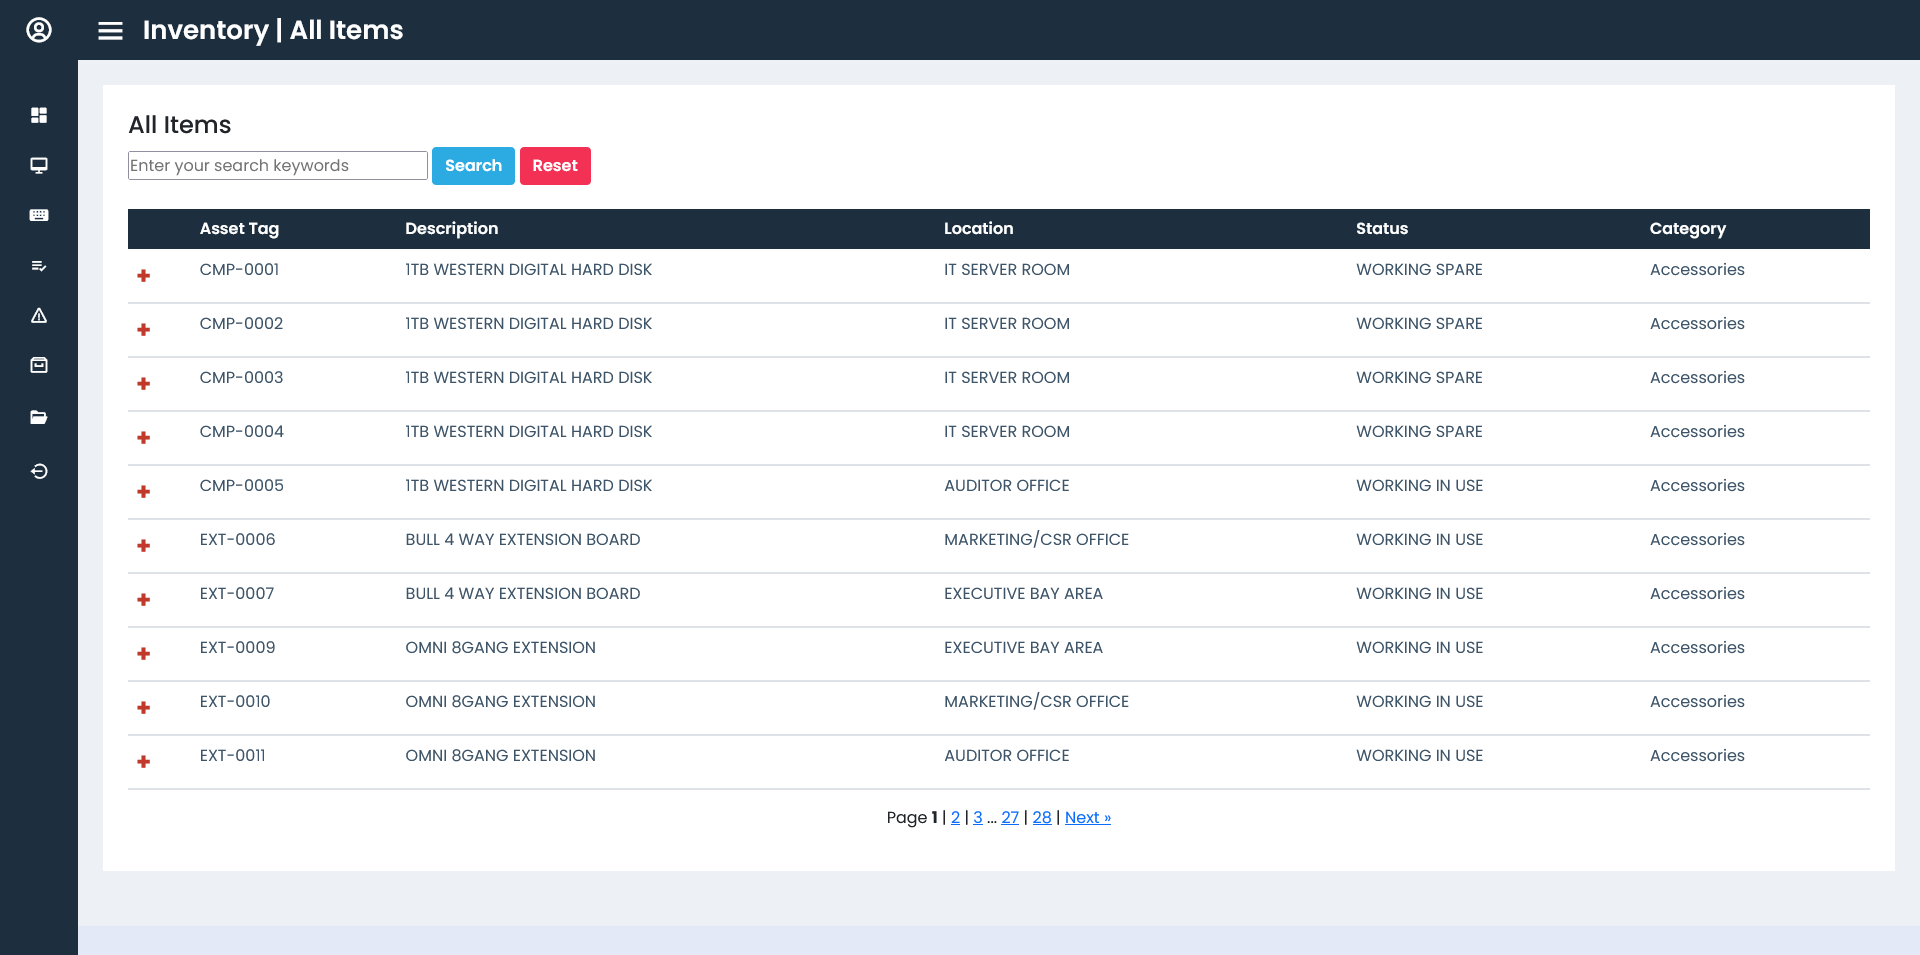 Inventory | All Items
All Items
Enter your search keywords Search Reset
Asset Tag Description Location Status Category
CMP-0001 1TB WESTERN DIGITAL HARD DISK IT SERVER ROOM WORKING SPARE Accessories
CMP-0002 1TB WESTERN DIGITAL HARD DISK IT SERVER ROOM WORKING SPARE Accessories
CMP-0003 1TB WESTERN DIGITAL HARD DISK IT SERVER ROOM WORKING SPARE Accessories
CMP-0004 1TB WESTERN DIGITAL HARD DISK IT SERVER ROOM WORKING SPARE Accessories
CMP-0005 1TB WESTERN DIGITAL HARD DISK AUDITOR OFFICE WORKING IN USE Accessories
EXT-0006 BULL 4 WAY EXTENSION BOARD MARKETING/CSR OFFICE WORKING IN USE Accessories
EXT-0007 BULL 4 WAY EXTENSION BOARD EXECUTIVE BAY AREA WORKING IN USE Accessories
EXT-0009 OMNI 8GANG EXTENSION EXECUTIVE BAY AREA WORKING IN USE Accessories
EXT-0010 OMNI 8GANG EXTENSION MARKETING/CSR OFFICE WORKING IN USE Accessories
EXT-0011 OMNI 8GANG EXTENSION AUDITOR OFFICE WORKING IN USE Accessories
Page 1 | 2 | 3 ... 27 | 28 | Next »